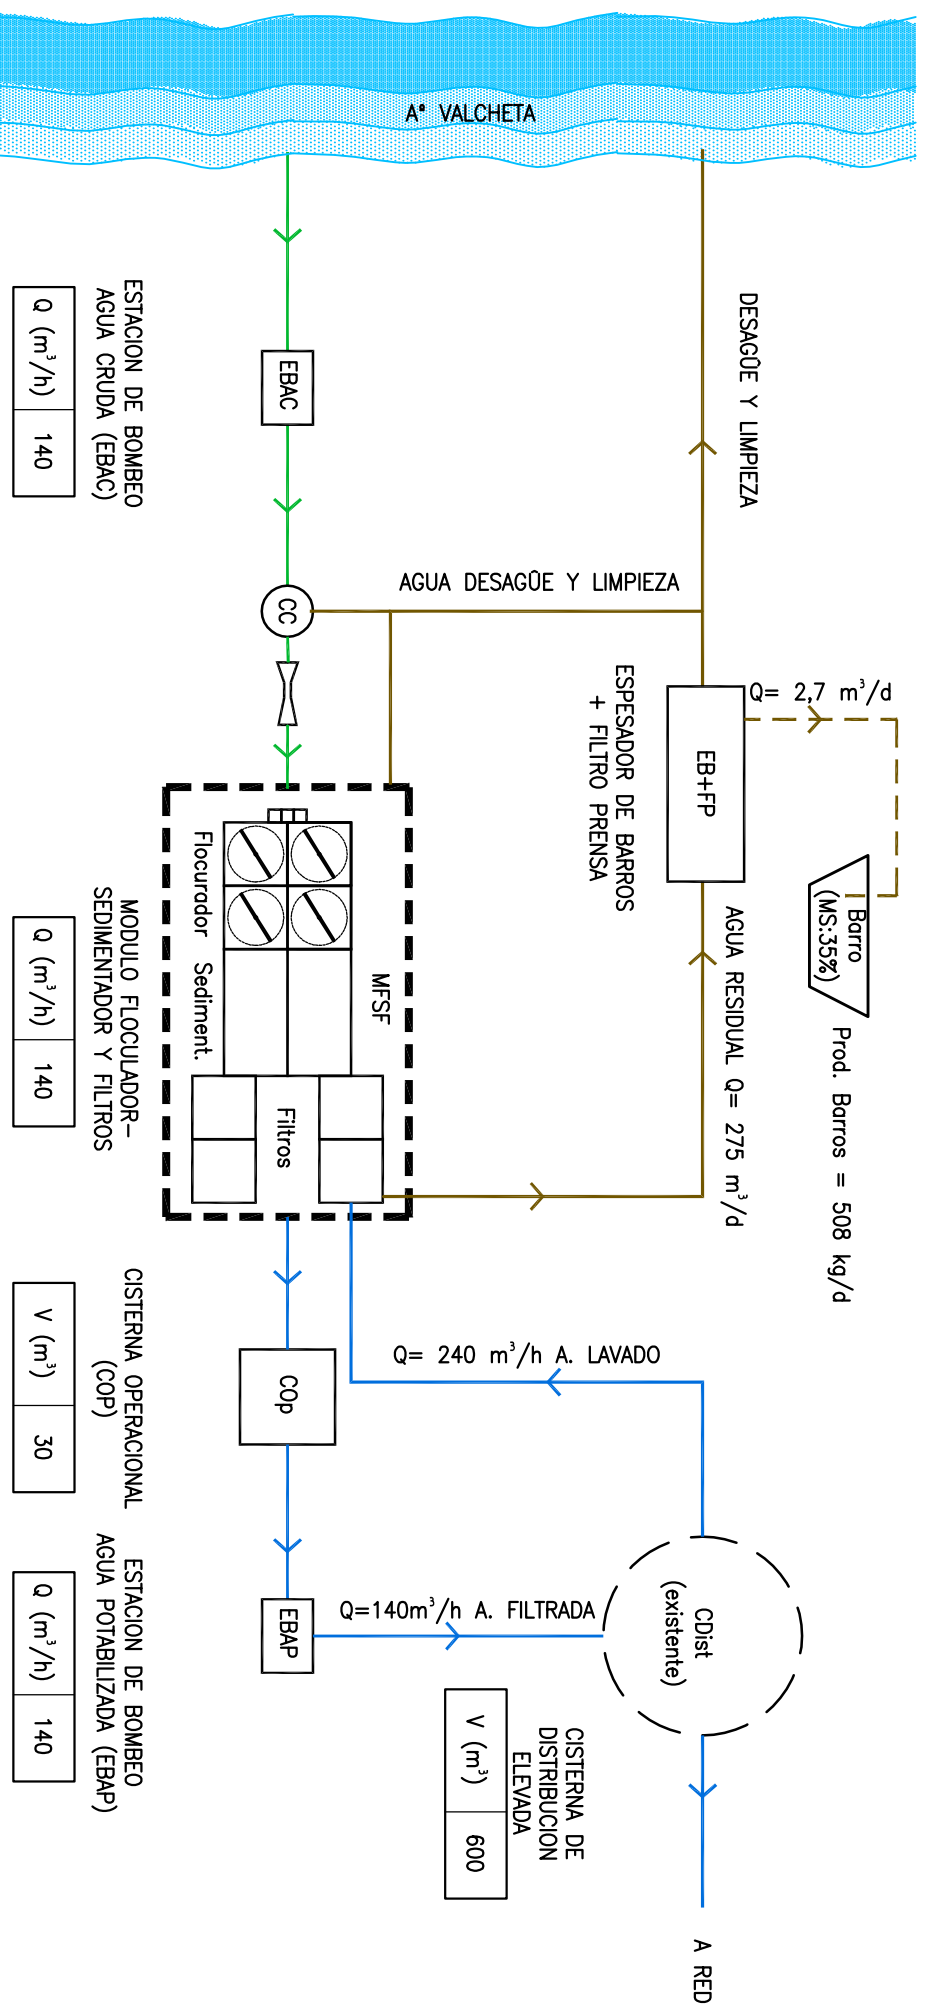 Aº VALCHETA
DESAGÜE Y LIMPIEZA
ESTACION DE BOMBEO
AGUA CRUDA (EBAC)
Q (m³/h) 140
EBAC
CC
AGUA DESAGÜE Y LIMPIEZA
ESPESADOR DE BARROS
+ FILTRO PRENSA
EB+FP
Q= 2,7 m³/d
Barro
(MS:35%)
Prod. Barros = 508 kg/d
AGUA RESIDUAL Q= 275 m³/d
MFSF
Flocurador
Sediment.
Filtros
MODULO FLOCULADOR-
SEDIMENTADOR Y FILTROS
Q (m³/h) 140
Q= 240 m³/h A. LAVADO
COp
CISTERNA OPERACIONAL
(COP)
V (m³) 30
EBAP
ESTACION DE BOMBEO
AGUA POTABILIZADA (EBAP)
Q (m³/h) 140
Q=140m³/h A. FILTRADA
CDist
(existente)
CISTERNA DE
DISTRIBUCION
ELEVADA
V (m³) 600
A RED